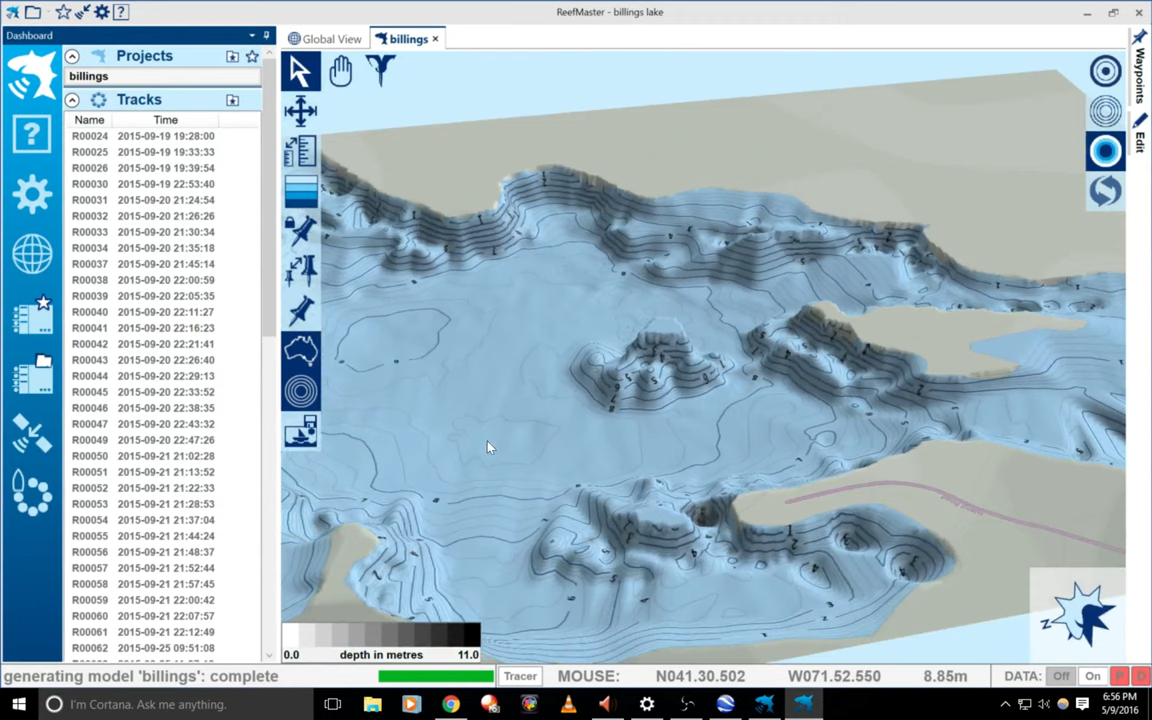 ReefMaster - billings lake
Dashboard
Global View
billings ×
Projects
billings
Tracks
Name Time
R00024 2015-09-19 19:28:00
R00025 2015-09-19 19:33:33
R00026 2015-09-19 19:39:54
R00030 2015-09-19 22:53:40
R00031 2015-09-20 21:24:54
R00032 2015-09-20 21:26:26
R00033 2015-09-20 21:30:34
R00034 2015-09-20 21:35:18
R00037 2015-09-20 21:45:14
R00038 2015-09-20 22:00:59
R00039 2015-09-20 22:05:35
R00040 2015-09-20 22:11:27
R00041 2015-09-20 22:16:23
R00042 2015-09-20 22:21:41
R00043 2015-09-20 22:26:40
R00044 2015-09-20 22:29:13
R00045 2015-09-20 22:33:52
R00046 2015-09-20 22:38:35
R00047 2015-09-20 22:43:32
R00049 2015-09-20 22:47:26
R00050 2015-09-21 21:02:28
R00051 2015-09-21 21:13:52
R00052 2015-09-21 21:22:33
R00053 2015-09-21 21:28:53
R00054 2015-09-21 21:37:04
R00055 2015-09-21 21:44:24
R00056 2015-09-21 21:48:37
R00057 2015-09-21 21:52:44
R00058 2015-09-21 21:57:45
R00059 2015-09-21 22:00:42
R00060 2015-09-21 22:07:57
R00061 2015-09-21 22:12:49
R00062 2015-09-25 09:51:08
Waypoints
Edit
0.0 depth in metres 11.0
generating model 'billings': complete
Tracer
MOUSE: N041.30.502 W071.52.550 8.85m
DATA: Off On P D
I'm Cortana. Ask me anything.
6:56 PM
5/9/2016